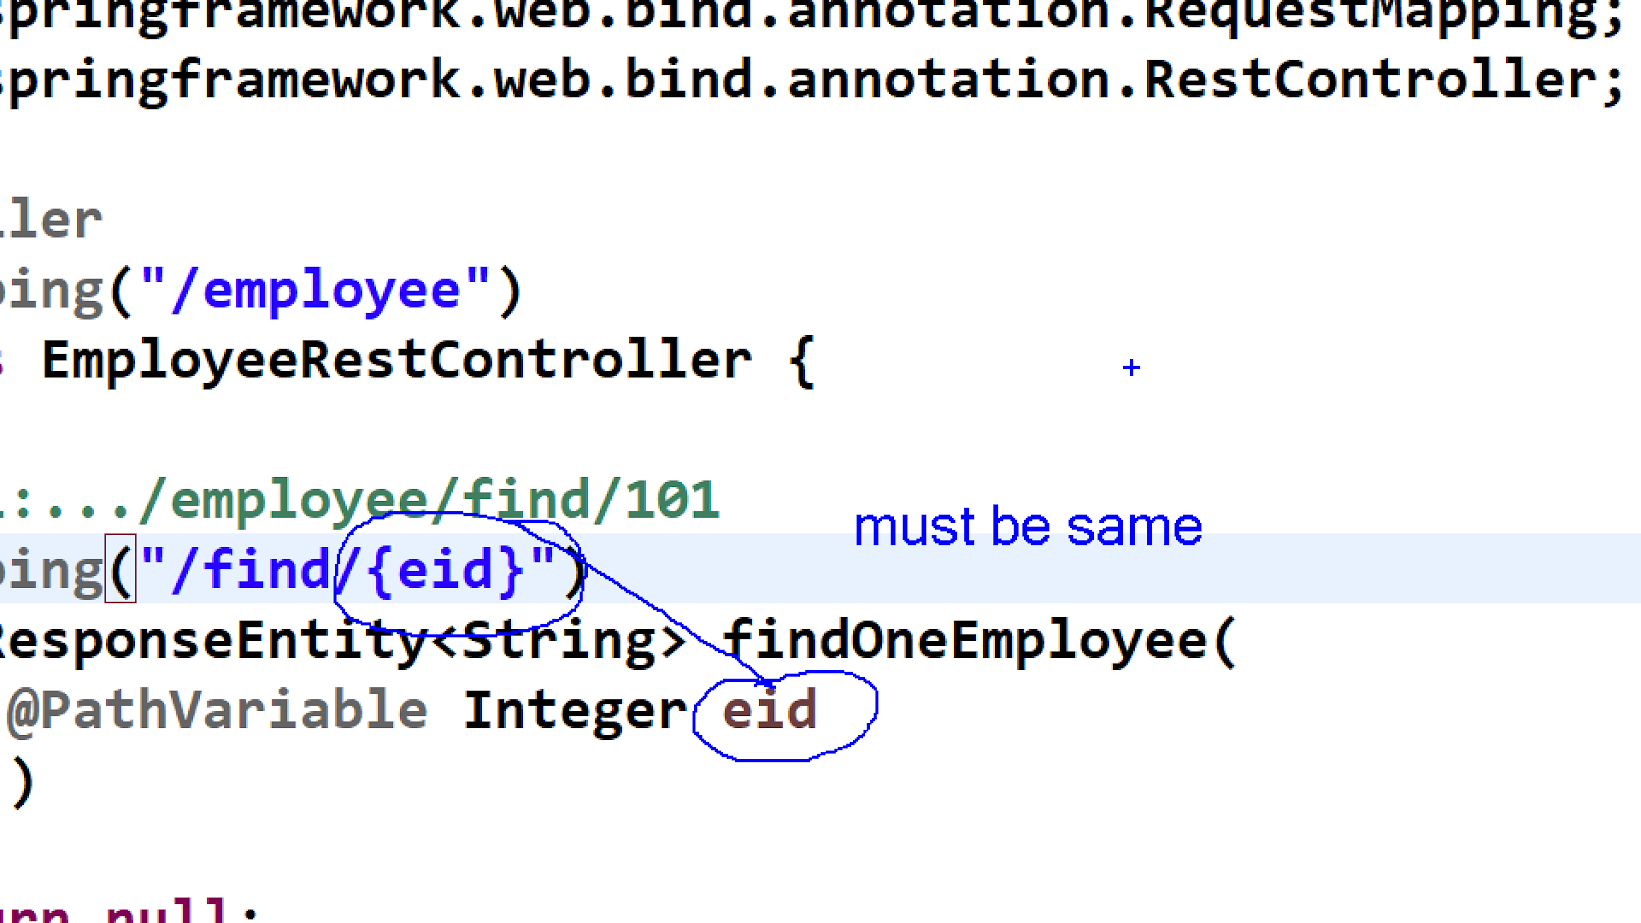 springframework.web.bind.annotation.RequestMapping;
springframework.web.bind.annotation.RestController;
ller
ping("/employee")
s EmployeeRestController {
l:.../employee/find/101
must be same
ping("/find/{eid}")
ResponseEntity<String> findOneEmployee(
@PathVariable Integer eid
)
urn null;